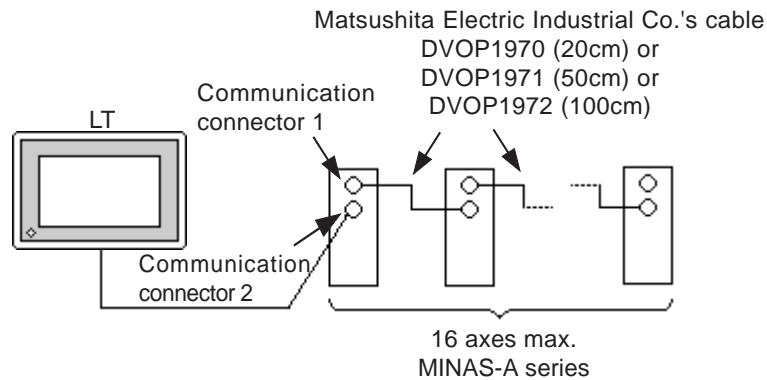 Matsushita Electric Industrial Co.'s cable
DVOP1970 (20cm) or
DVOP1971 (50cm) or
DVOP1972 (100cm)
Communication
connector 1
LT
Communication
connector 2
16 axes max.
MINAS-A series